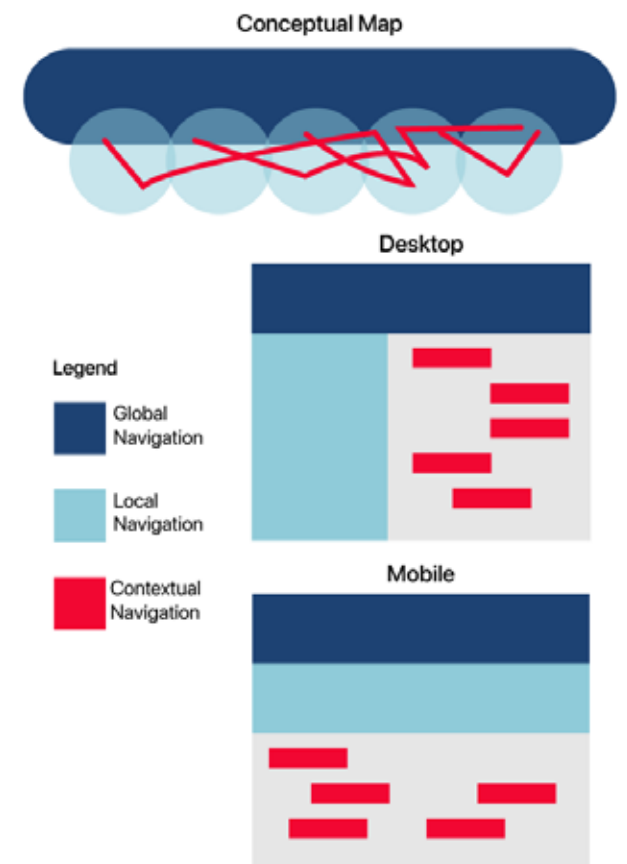 Conceptual Map
Desktop
Legend
Global
Navigation
Local
Navigation
Contextual
Navigation
Mobile